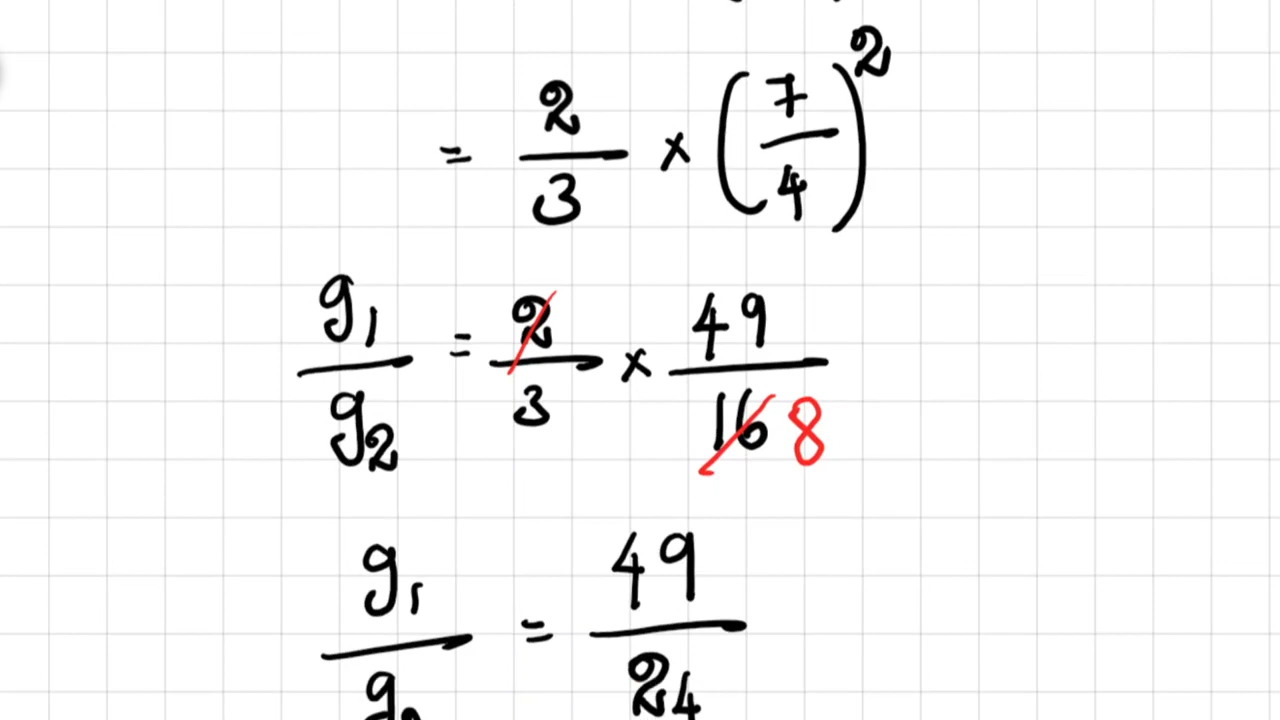 = 2/3 × (7/4)²
g₁/g₂ = 2/3 × 49/16 8
g₁/g₂ = 49/24